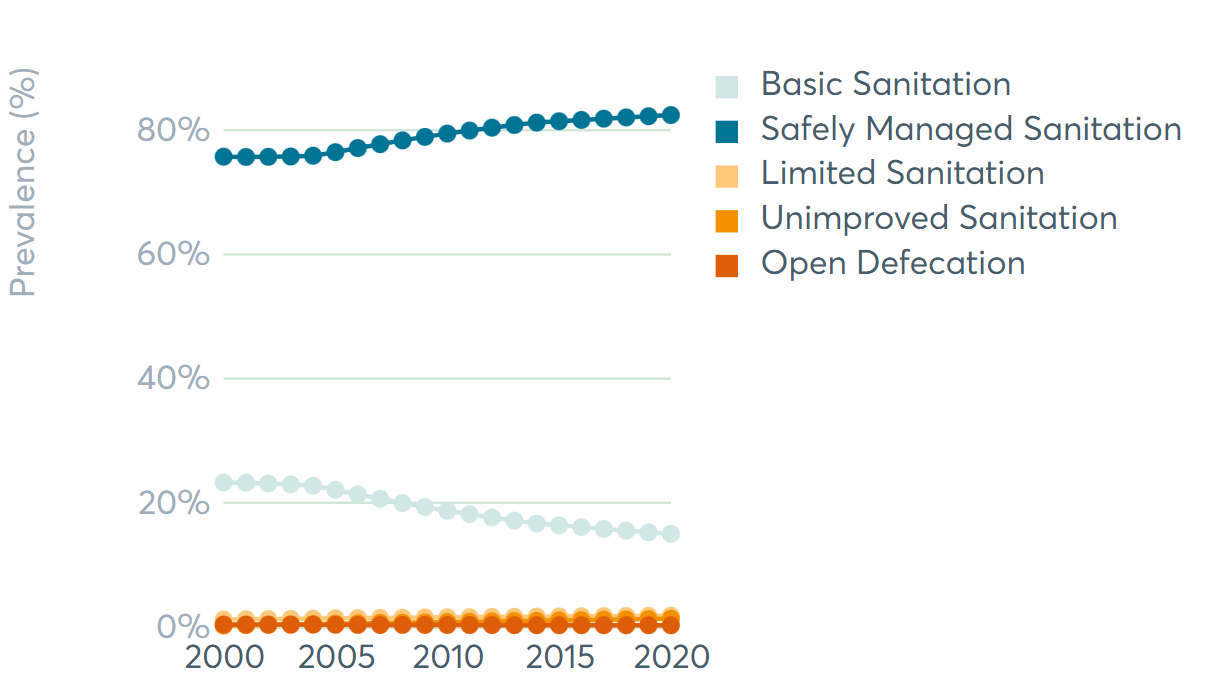 Prevalence (%)
80%
60%
40%
20%
0%
2000 2005 2010 2015 2020
Basic Sanitation
Safely Managed Sanitation
Limited Sanitation
Unimproved Sanitation
Open Defecation